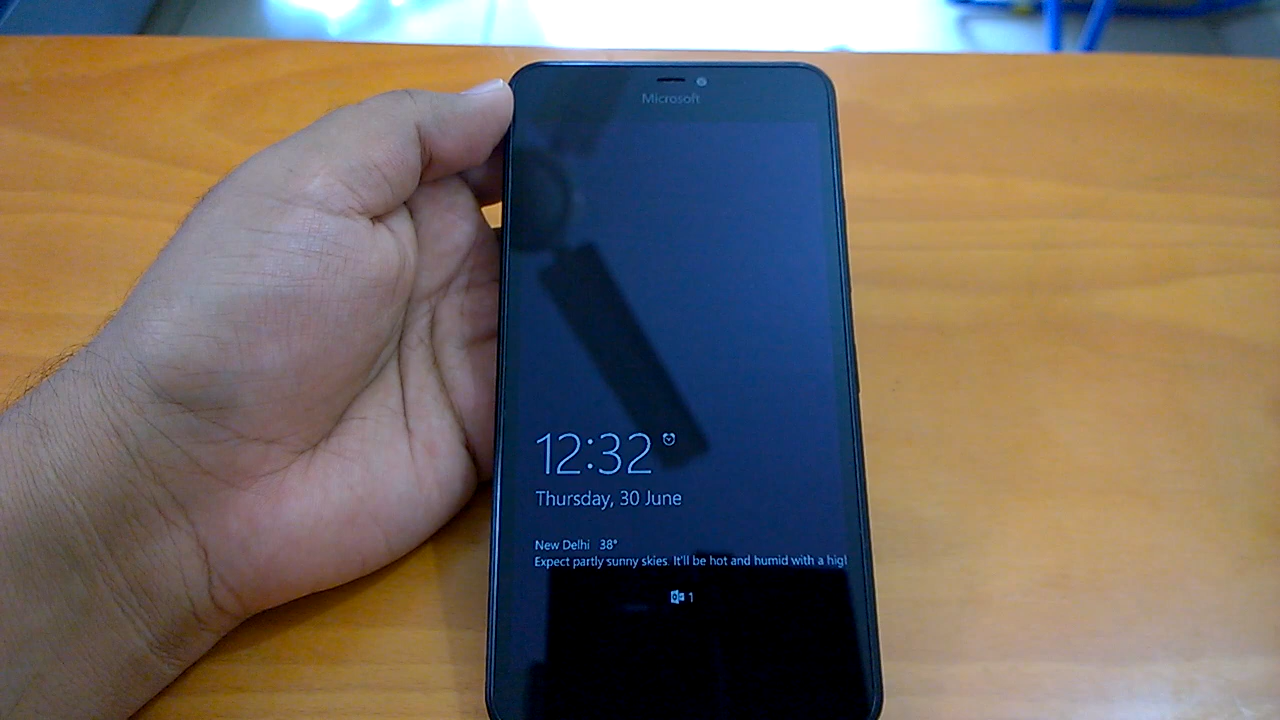 Microsoft
12:32
Thursday, 30 June
New Delhi 38°
Expect partly sunny skies. It'll be hot and humid with a higl
1